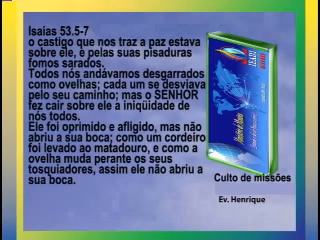 Isaías 53.5-7
o castigo que nos traz a paz estava
sobre ele, e pelas suas pisaduras
fomos sarados.
Todos nós andávamos desgarrados
como ovelhas; cada um se desviava
pelo seu caminho; mas o SENHOR
fez cair sobre ele a iniqüidade de
nós todos.
Ele foi oprimido e afligido, mas não
abriu a sua boca; como um cordeiro
foi levado ao matadouro, e como a
ovelha muda perante os seus
tosquiadores, assim ele não abriu a
sua boca.
Culto de missões
Ev. Henrique